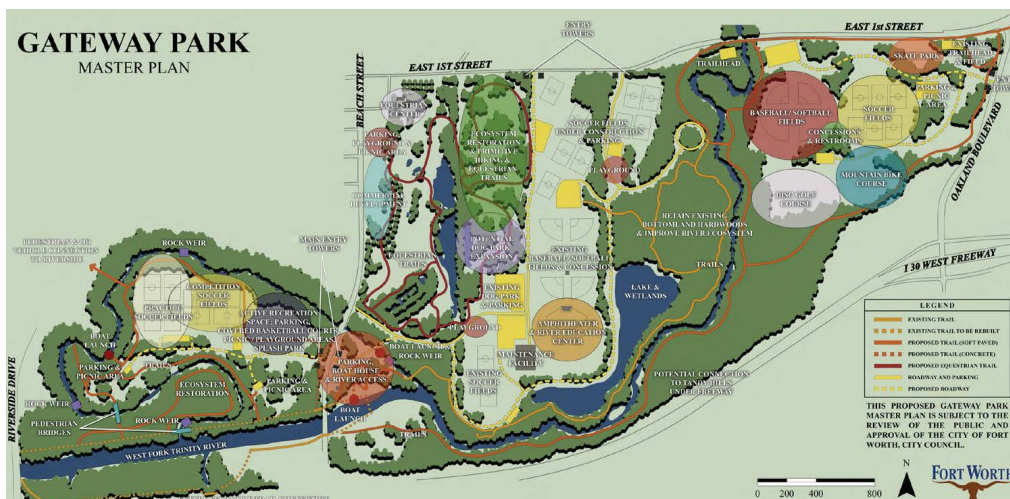 GATEWAY PARK
MASTER PLAN
ENTRY
TOWERS
EAST 1st STREET
EAST 1ST STREET
BEACH STREET
TRAILHEAD
SKATE PARK
EXISTING
TRAILHEAD
& FIELD
PARKING &
PICNIC
AREA
OAKLAND BOULEVARD
EQUESTRIAN
CENTER
PARKING,
PLAYGROUND &
PICNIC AREA
ECOSYSTEM
RESTORATION
& PRIMITIVE
HIKING &
EQUESTRIAN
TRAILS
SOCCER FIELDS
UNDER CONSTRUCTION
& PARKING
BASEBALL/SOFTBALL
FIELDS
SOCCER
FIELDS
CONCESSIONS
& RESTROOMS
PLAYGROUND
MOUNTAIN BIKE
COURSE
DISC GOLF
COURSE
COMMERCIAL
DEVELOPMENT
RETAIN EXISTING
BOTTOMLAND HARDWOODS
& IMPROVE RIVER ECOSYSTEM
PEDESTRIAN & OR
VEHICLE CONNECTION
TO RIVERSIDE
ROCK WEIR
MAIN ENTRY
TOWERS
POTENTIAL
DOG PARK
EXPANSION
EQUESTRIAN
TRAILS
EXISTING
BASEBALL/SOFTBALL
FIELDS & CONCESSION
TRAILS
I 30 WEST FREEWAY
PRACTICE
SOCCER FIELDS
COMPETITION
SOCCER
FIELDS
ACTIVE RECREATION
SPACE; PARKING,
COVERED BASKETBALL COURTS,
PICNIC / PLAYGROUND AREAS,
SPLASH PARK
EXISTING
DOG PARK
& PARKING
LAKE &
WETLANDS
PLAYGROUND
AMPHITHEATER
& RIVER EDUCATION
CENTER
BOAT
LAUNCH
BOAT LAUNCH &
ROCK WEIR
MAINTENANCE
FACILITY
PARKING,
BOAT HOUSE
& RIVER ACCESS
PARKING &
PICNIC AREA
TRAILS
ECOSYSTEM
RESTORATION
PARKING &
PICNIC AREA
EXISTING
SOCCER
FIELDS
POTENTIAL CONNECTION
TO TANDY HILLS
UNDER FREEWAY
RIVERSIDE DRIVE
ROCK WEIR
ROCK WEIR
PEDESTRIAN
BRIDGES
BOAT
LAUNCH
TRAILS
WEST FORK TRINITY RIVER
LEGEND
EXISTING TRAIL
EXISTING TRAIL TO BE REBUILT
PROPOSED TRAIL (SOFT PAVED)
PROPOSED TRAIL (CONCRETE)
PROPOSED EQUESTRIAN TRAIL
ROADWAY AND PARKING
PROPOSED ROADWAY
THIS PROPOSED GATEWAY PARK
MASTER PLAN IS SUBJECT TO THE
REVIEW OF THE PUBLIC AND
APPROVAL OF THE CITY OF FORT
WORTH, CITY COUNCIL.
N
FORT WORTH
0 200 400 800